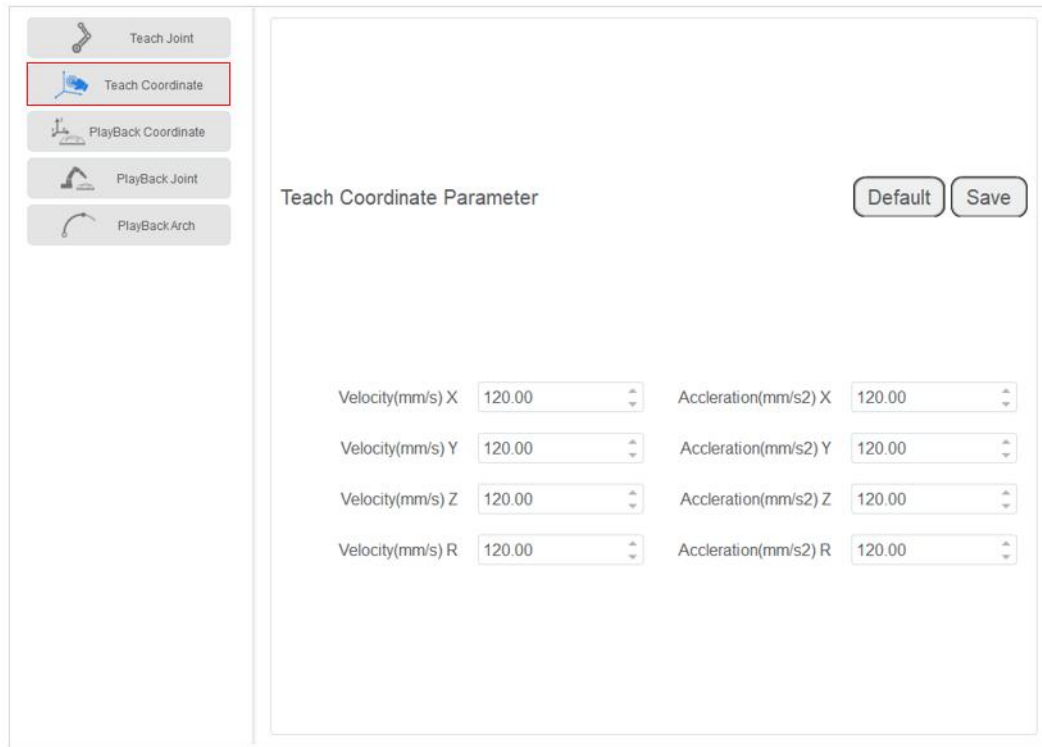 Teach Joint
Teach Coordinate
PlayBack Coordinate
PlayBack Joint
PlayBack Arch
Teach Coordinate Parameter
Default
Save
Velocity(mm/s) X 120.00 Accleration(mm/s2) X 120.00
Velocity(mm/s) Y 120.00 Accleration(mm/s2) Y 120.00
Velocity(mm/s) Z 120.00 Accleration(mm/s2) Z 120.00
Velocity(mm/s) R 120.00 Accleration(mm/s2) R 120.00